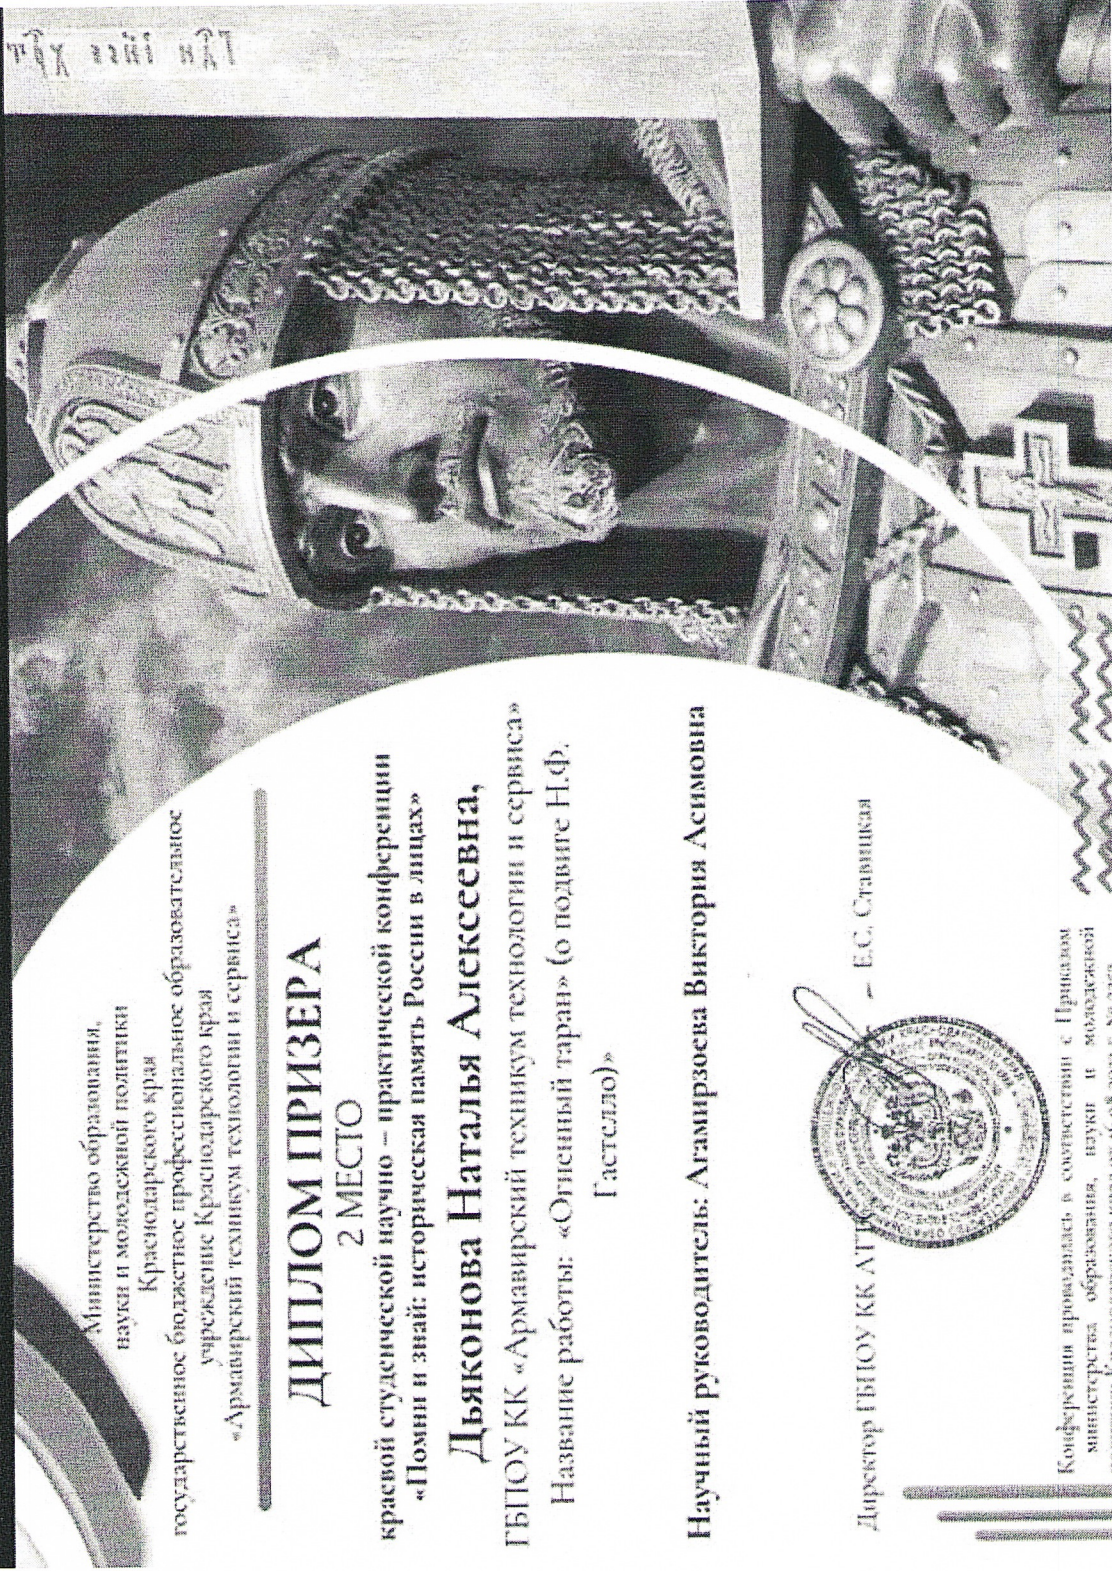 Министерство образования,
науки и молодежной политики
Краснодарского края
государственное бюджетное профессиональное образовательное
учреждение Краснодарского края
«Армавирский техникум технологии и сервиса»
ДИПЛОМ ПРИЗЕРА
2 МЕСТО
краевой студенческой научно – практической конференции
«Помни и знай: историческая память России в лицах»
Дьяконова Наталья Алексеевна,
ГБПОУ КК «Армавирский техникум технологии и сервиса»
Название работы: «Огненный таран» (о подвиге Н.Ф.
Гастелло)»
Научный руководитель: Агамирзоева Виктория Асимовна
Директор ГБПОУ КК АТТ Е.С. Ставицкая
Конференция проводилась в соответствии с Приказом
министерства образования, науки и молодежной